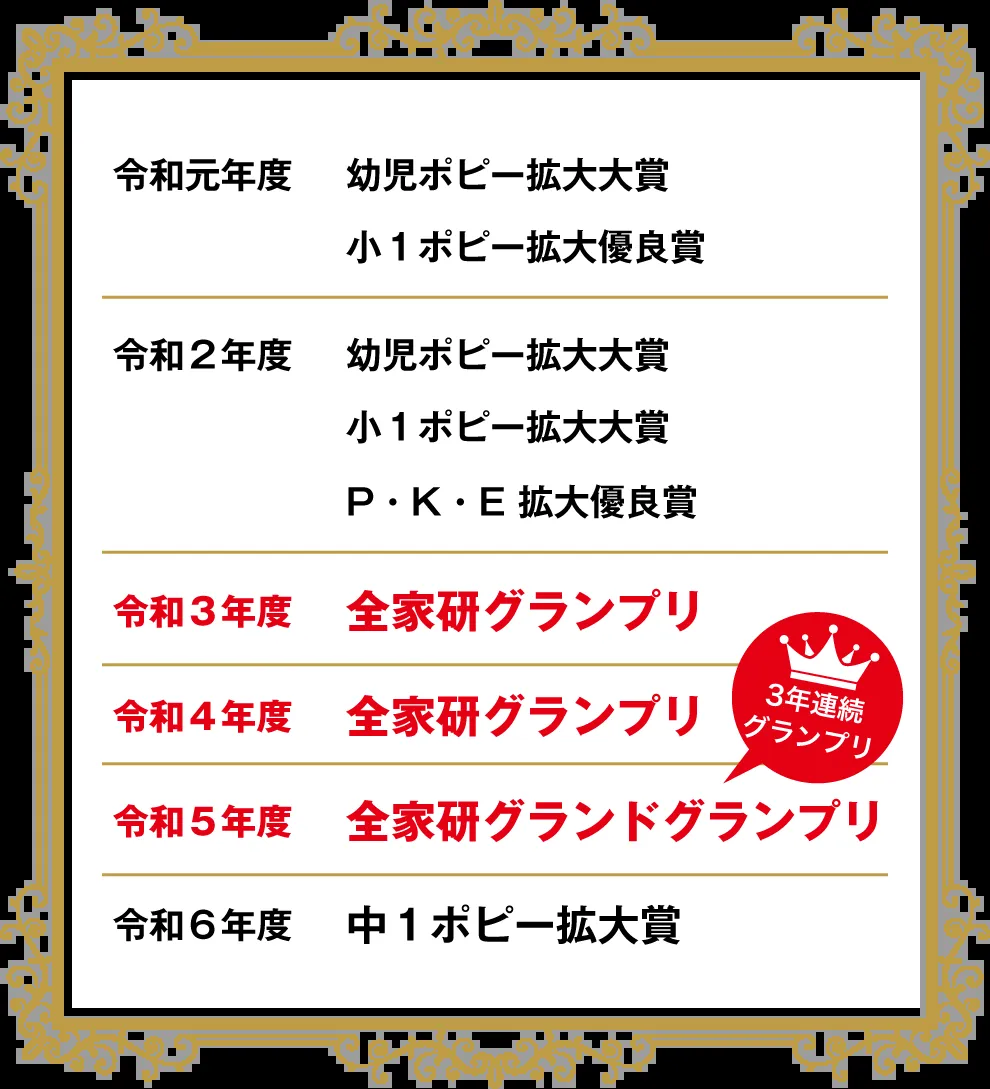 令和元年度 幼児ポピー拡大大賞
小１ポピー拡大優良賞
令和２年度 幼児ポピー拡大大賞
小１ポピー拡大大賞
Ｐ・Ｋ・Ｅ 拡大優良賞
令和３年度 全家研グランプリ
令和４年度 全家研グランプリ
3年連続
グランプリ
令和５年度 全家研グランドグランプリ
令和６年度 中１ポピー拡大賞